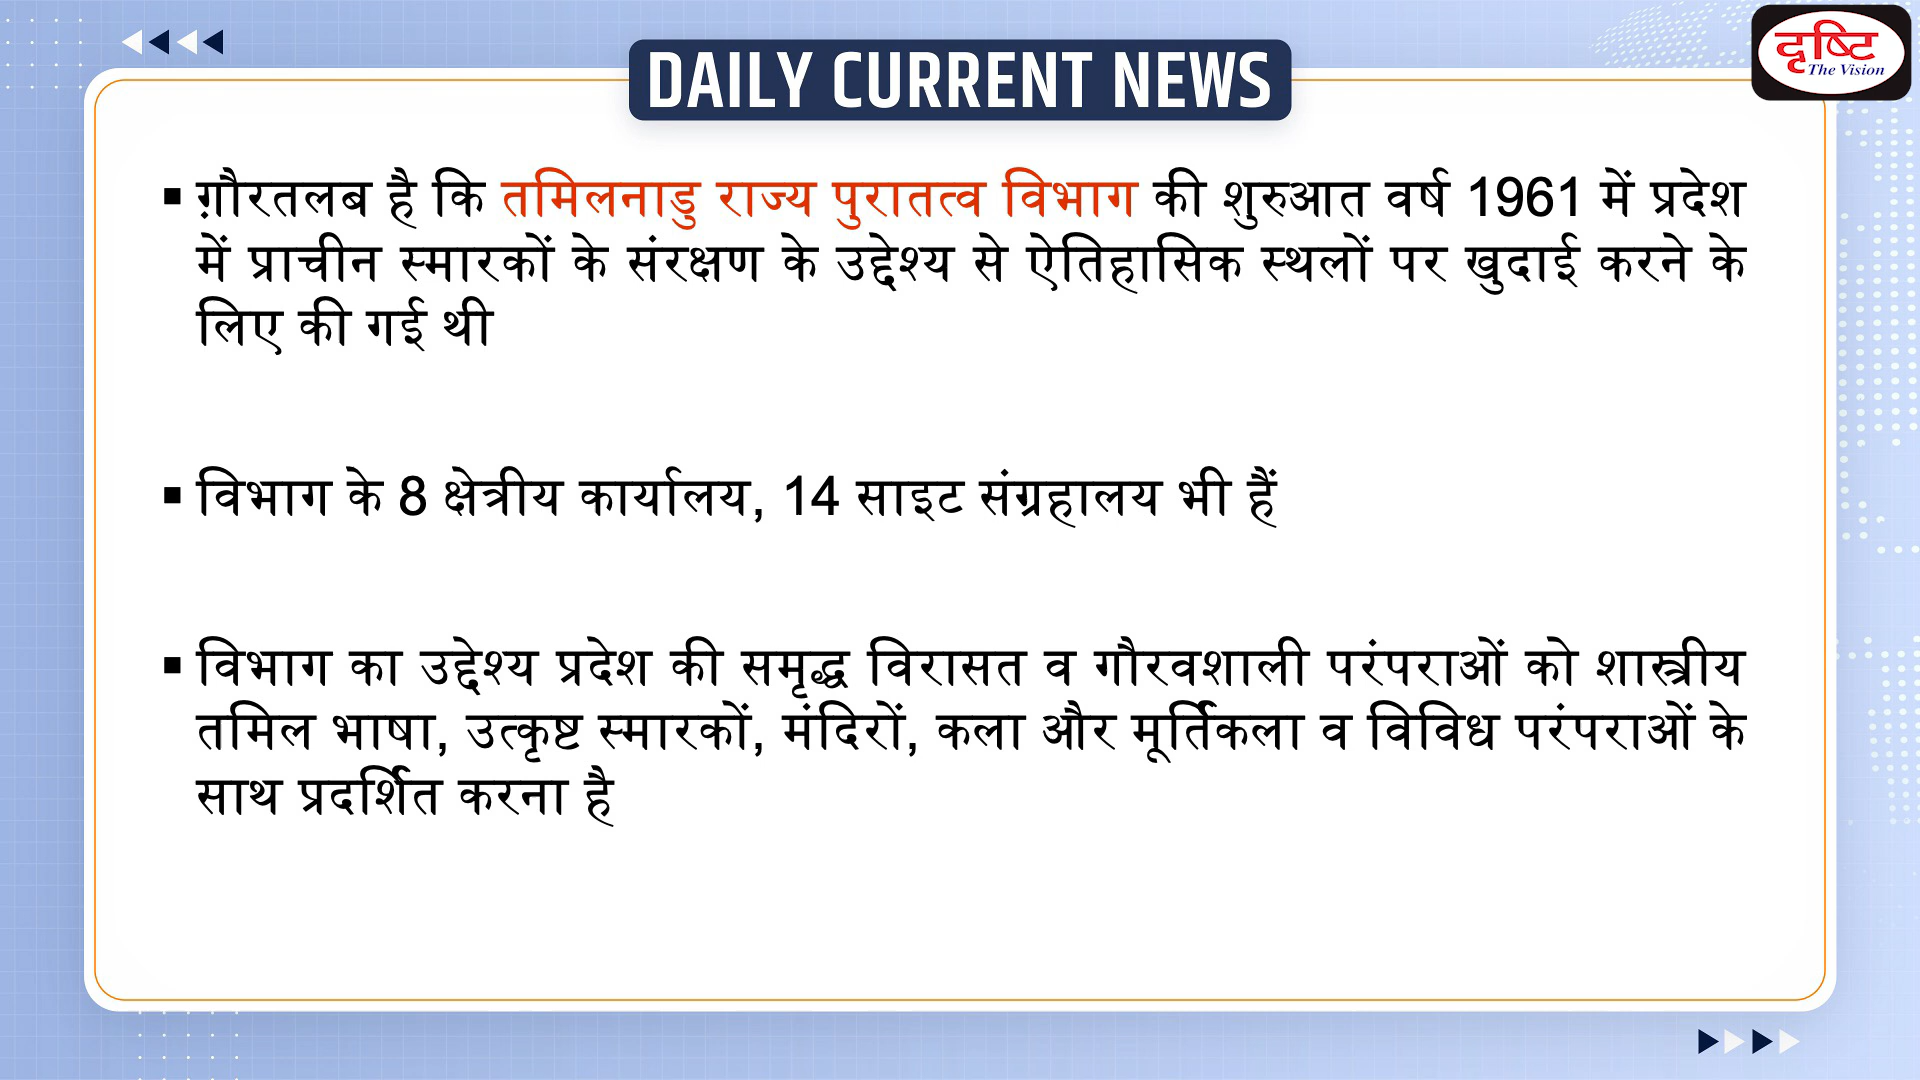 DAILY CURRENT NEWS
दृष्टि
The Vision
▪ ग़ौरतलब है कि तमिलनाडु राज्य पुरातत्व विभाग की शुरुआत वर्ष 1961 में प्रदेश
में प्राचीन स्मारकों के संरक्षण के उद्देश्य से ऐतिहासिक स्थलों पर खुदाई करने के
लिए की गई थी
▪ विभाग के 8 क्षेत्रीय कार्यालय, 14 साइट संग्रहालय भी हैं
▪ विभाग का उद्देश्य प्रदेश की समृद्ध विरासत व गौरवशाली परंपराओं को शास्त्रीय
तमिल भाषा, उत्कृष्ट स्मारकों, मंदिरों, कला और मूर्तिकला व विविध परंपराओं के
साथ प्रदर्शित करना है